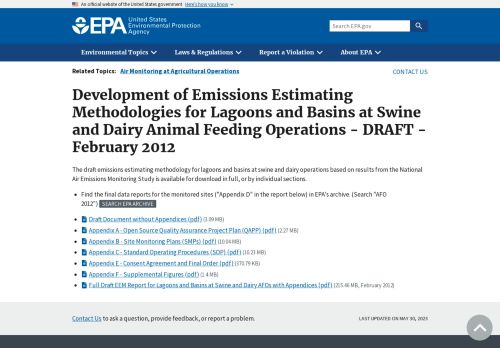 An official website of the United States government Here's how you know
EPA United States
Environmental Protection
Agency
Search EPA.gov
Environmental Topics Laws & Regulations Report a Violation About EPA
Related Topics: Air Monitoring at Agricultural Operations CONTACT US
Development of Emissions Estimating
Methodologies for Lagoons and Basins at Swine
and Dairy Animal Feeding Operations - DRAFT -
February 2012
The draft emissions estimating methodology for lagoons and basins at swine and dairy operations based on results from the National
Air Emissions Monitoring Study is available for download in full, or by individual sections.
Find the final data reports for the monitored sites ("Appendix D" in the report below) in EPA's archive. (Search "AFO
2012") SEARCH EPA ARCHIVE
Draft Document without Appendices (pdf) (3.09 MB)
Appendix A - Open Source Quality Assurance Project Plan (QAPP) (pdf) (2.27 MB)
Appendix B - Site Monitoring Plans (SMPs) (pdf) (10.04 MB)
Appendix C - Standard Operating Procedures (SOP) (pdf) (10.23 MB)
Appendix E - Consent Agreement and Final Order (pdf) (370.79 KB)
Appendix F - Supplemental Figures (pdf) (1.4 MB)
Full Draft EEM Report for Lagoons and Basins at Swine and Dairy AFOs with Appendices (pdf) (215.46 MB, February 2012)
Contact Us to ask a question, provide feedback, or report a problem. LAST UPDATED ON MAY 30, 2023